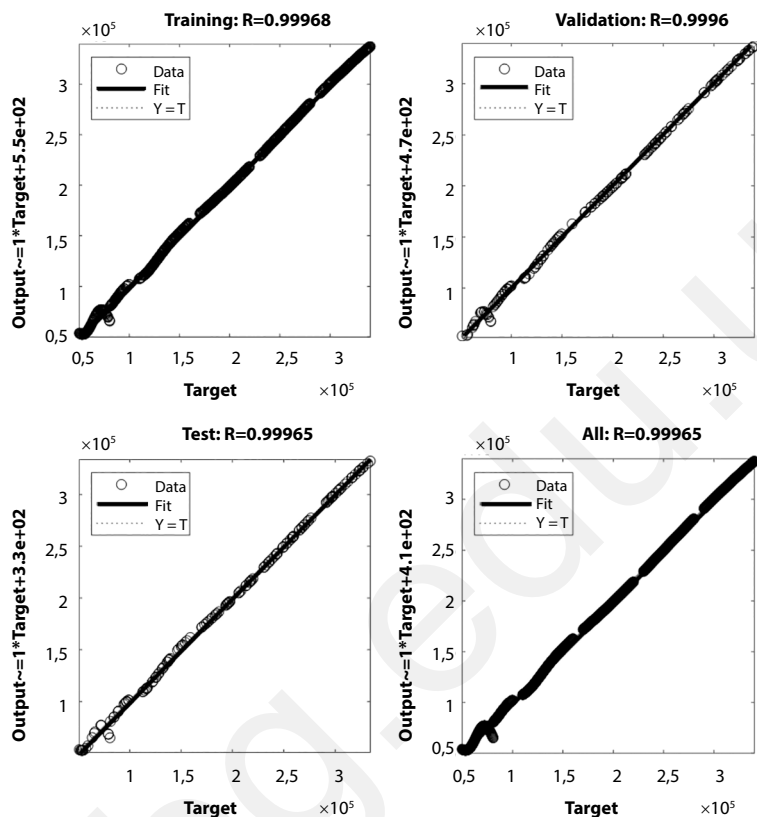 Training: R=0.99968
×10⁵
Output~=1*Target+5.5e+02
3
2,5
2
1,5
1
0,5
Data
Fit
Y = T
0,5 1 1,5 2 2,5 3
Target
×10⁵
Validation: R=0.9996
×10⁵
Output~=1*Target+4.7e+02
3
2,5
2
1,5
1
Data
Fit
Y = T
1 1,5 2 2,5 3
Target
×10⁵
Test: R=0.99965
×10⁵
Output~=1*Target+3.3e+02
3
2,5
2
1,5
1
Data
Fit
Y = T
1 1,5 2 2,5 3
Target
×10⁵
All: R=0.99965
×10⁵
Output~=1*Target+4.1e+02
3
2,5
2
1,5
1
0,5
Data
Fit
Y = T
0,5 1 1,5 2 2,5 3
Target
×10⁵